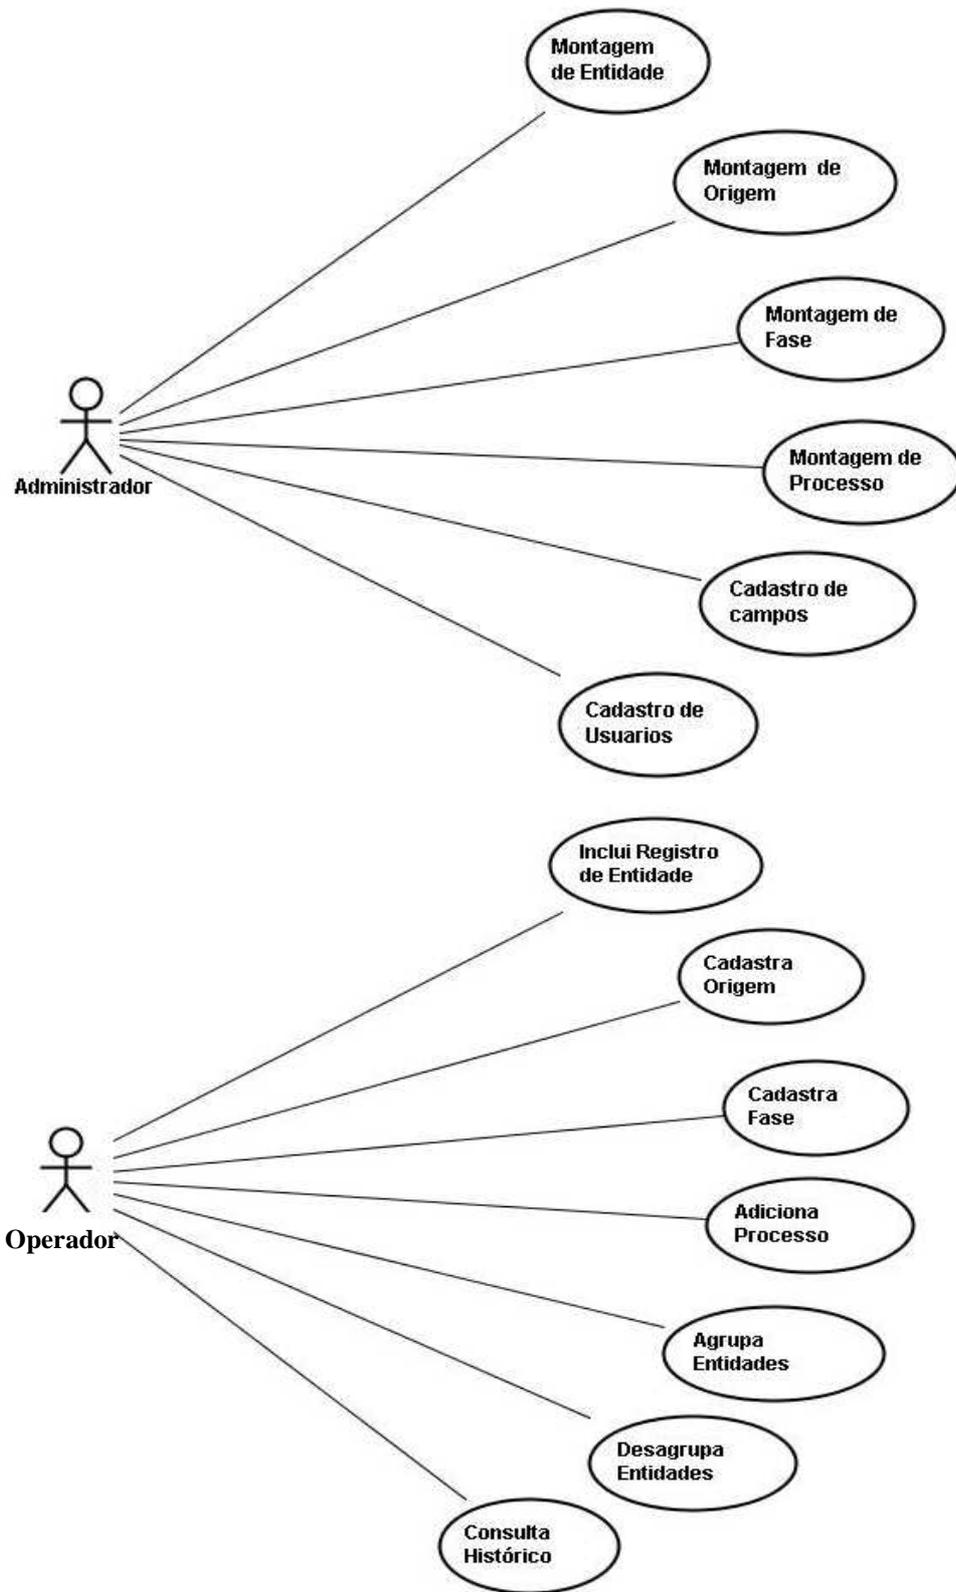 Montagem
de Entidade
Montagem de
Origem
Montagem de
Fase
Administrador
Montagem de
Processo
Cadastro de
campos
Cadastro de
Usuarios
Inclui Registro
de Entidade
Cadastra
Origem
Cadastra
Fase
Operador
Adiciona
Processo
Agrupa
Entidades
Desagrupa
Entidades
Consulta
Histórico